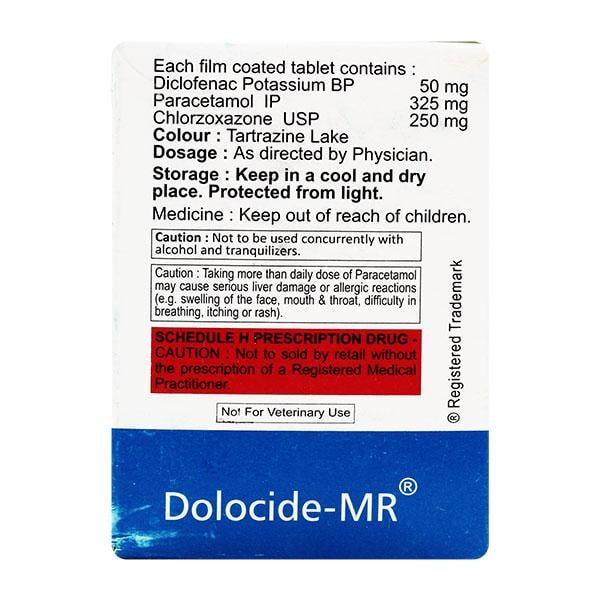 Each film coated tablet contains :
Diclofenac Potassium BP 50 mg
Paracetamol IP 325 mg
Chlorzoxazone USP 250 mg
Colour : Tartrazine Lake
Dosage : As directed by Physician.
Storage : Keep in a cool and dry
place. Protected from light.
Medicine : Keep out of reach of children.
Caution : Not to be used concurrently with
alcohol and tranquilizers.
Caution : Taking more than daily dose of Paracetamol
may cause serious liver damage or allergic reactions
(e.g. swelling of the face, mouth & throat, difficulty in
breathing, itching or rash).
SCHEDULE H PRESCRIPTION DRUG -
CAUTION : Not to sold by retail without
the prescription of a Registered Medical
Practitioner.
Not For Veterinary Use
® Registered Trademark
Dolocide-MR®